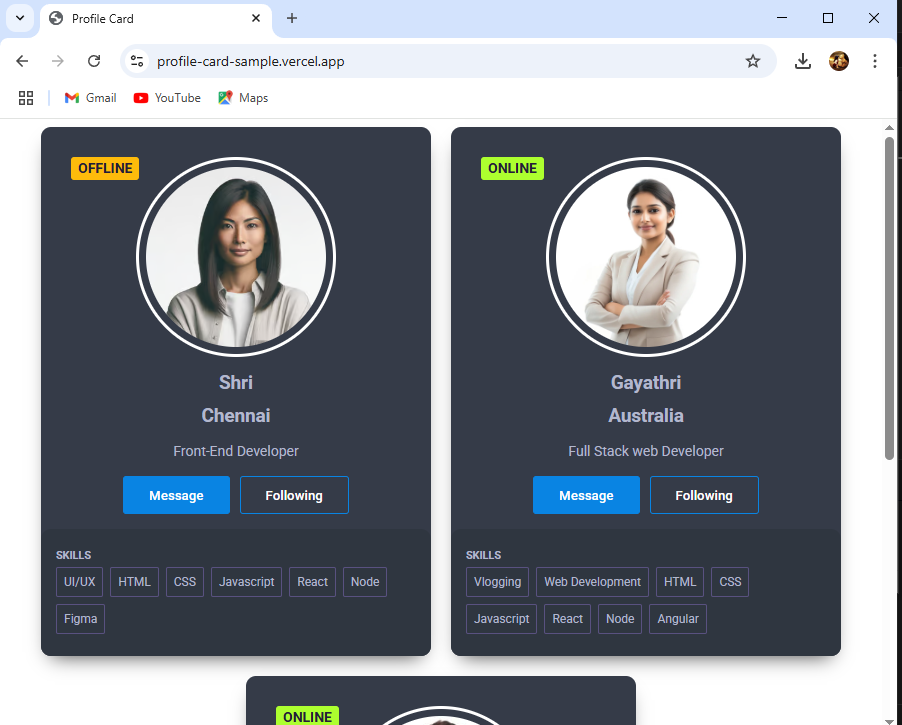 Profile Card
profile-card-sample.vercel.app
Gmail YouTube Maps
OFFLINE
Shri
Chennai
Front-End Developer
Message Following
SKILLS
UI/UX HTML CSS Javascript React Node
Figma
ONLINE
Gayathri
Australia
Full Stack web Developer
Message Following
SKILLS
Vlogging Web Development HTML CSS
Javascript React Node Angular
ONLINE